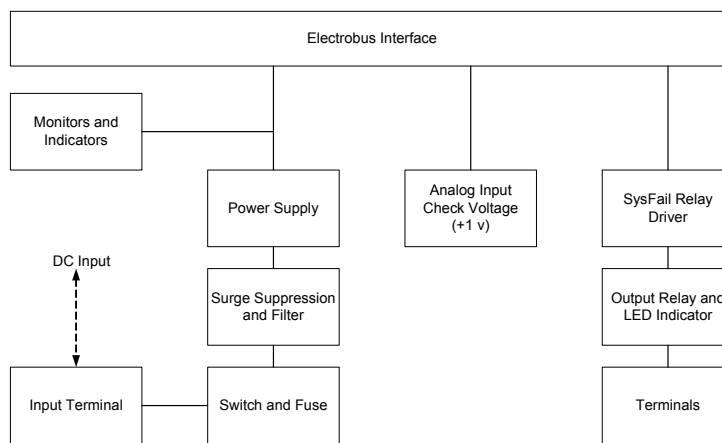 Electrobus Interface
Monitors and
Indicators
Power Supply
Analog Input
Check Voltage
(+1 v)
SysFail Relay
Driver
DC Input
Surge Suppression
and Filter
Output Relay and
LED Indicator
Input Terminal
Switch and Fuse
Terminals